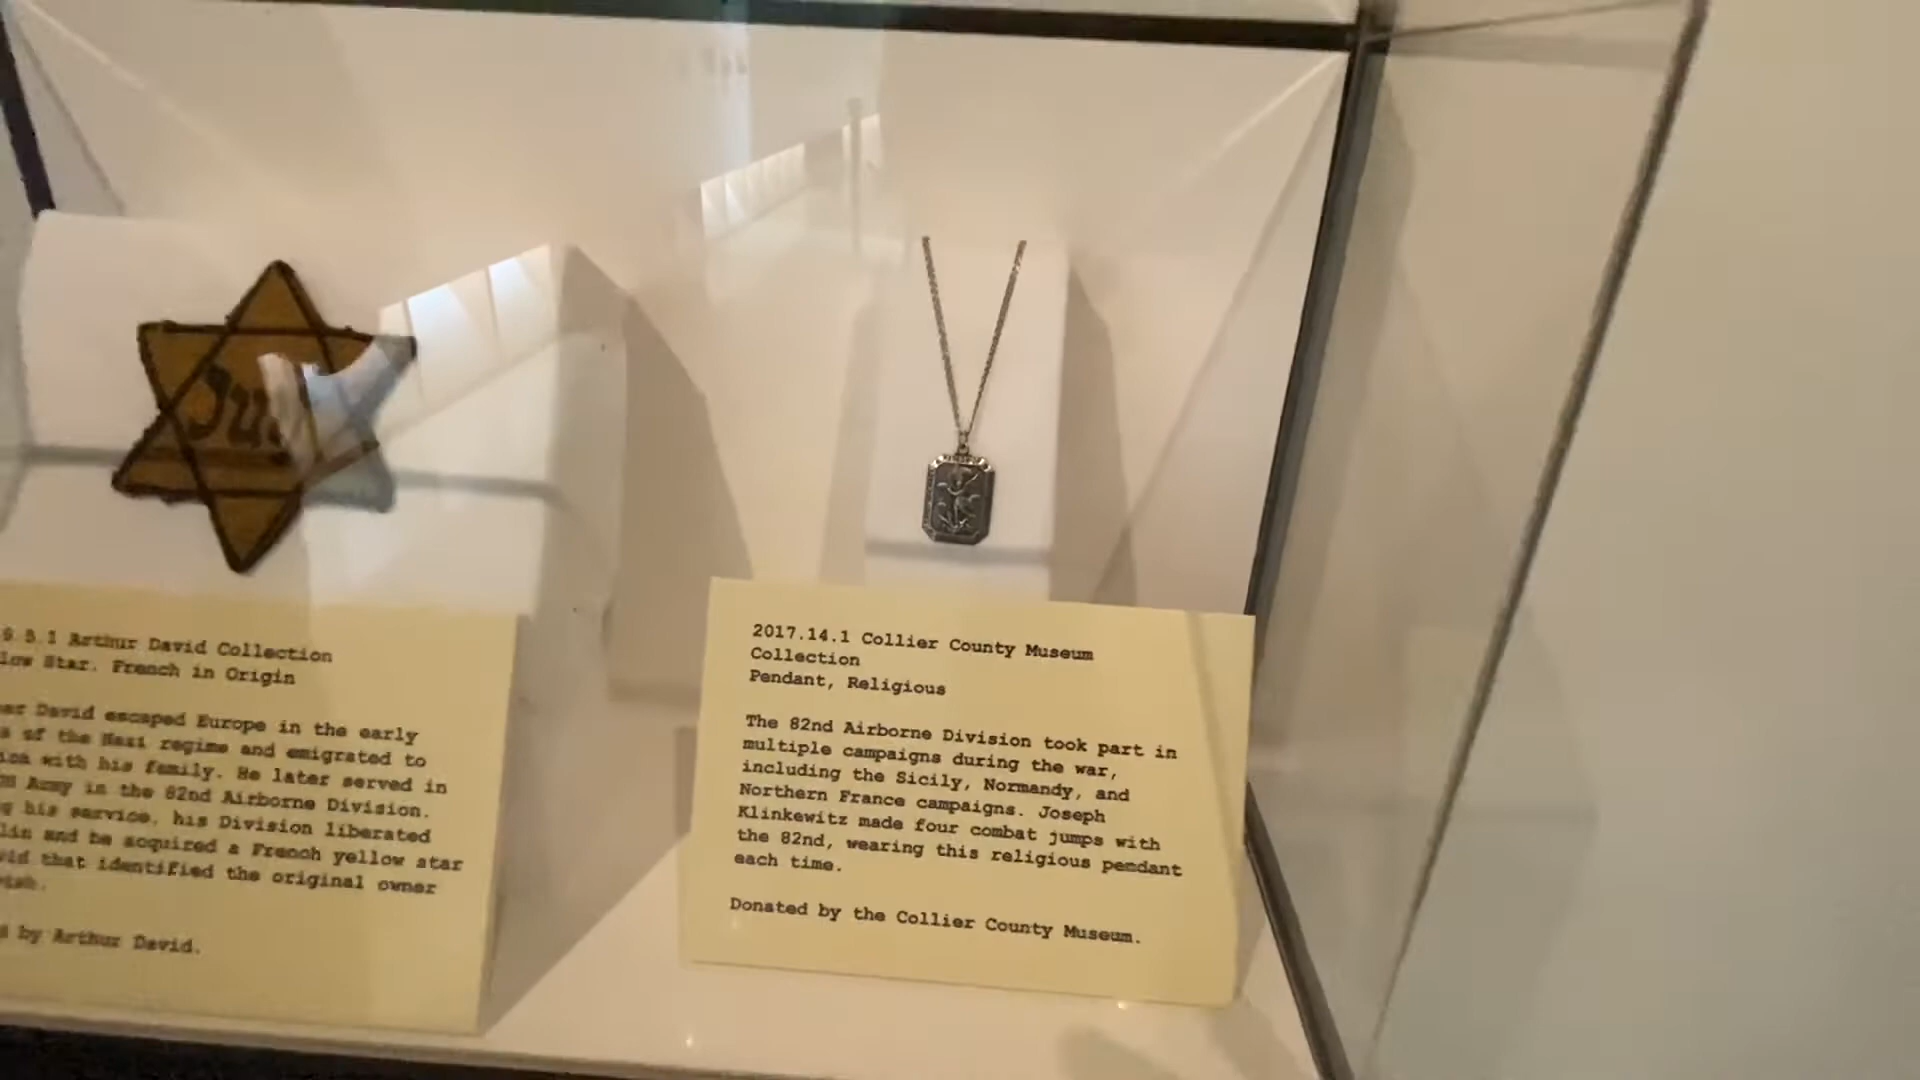 Jui
9.5.1 Arthur David Collection
Star. French in Origin
David escaped Europe in the early
of the Nazi regime and emigrated to
with his family. He later served in
Army in the 82nd Airborne Division.
his service, his Division liberated
and he acquired a French yellow star
that identified the original owner
by Arthur David.
2017.14.1 Collier County Museum
Collection
Pendant, Religious
The 82nd Airborne Division took part in
multiple campaigns during the war,
including the Sicily, Normandy, and
Northern France campaigns. Joseph
Klinkewitz made four combat jumps with
the 82nd, wearing this religious pendant
each time.
Donated by the Collier County Museum.